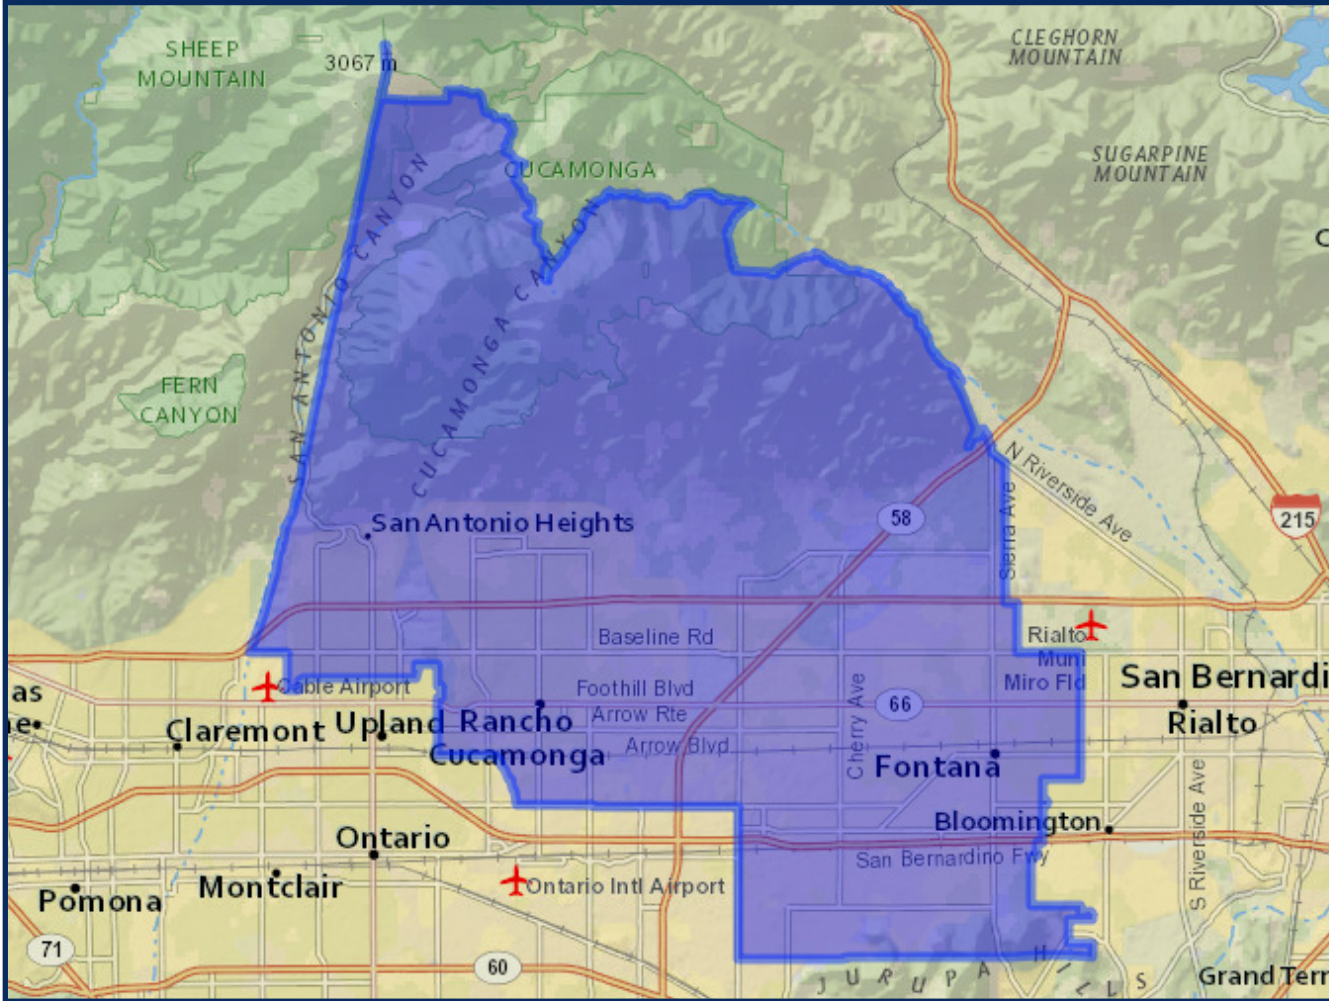 SHEEP
MOUNTAIN
3067 m
CLEGHORN
MOUNTAIN
SUGARPINE
MOUNTAIN
CUCAMONGA
SAN ANTONIO CANYON
CUCAMONGA CANYON
C
FERN
CANYON
N Riverside Ave
58
215
San Antonio Heights
Sierra Ave
Baseline Rd
Rialto
Muni
Miro Fld
San Bernardi
as
ne
Cable Airport
Foothill Blvd
66
Arrow Rte
Claremont
Upland
Rancho
Cucamonga
Arrow Blvd
Cherry Ave
Rialto
Fontana
S Riverside Ave
Bloomington
Ontario
San Bernardino Fwy
Pomona
Montclair
Ontario Intl Airport
71
60
JURUPA HILLS
Grand Terr